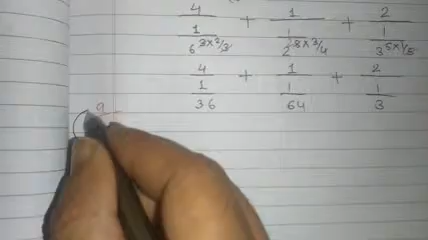 4/(1/6^(3×2/3)) + 1/(1/2^(8×3/4)) + 2/(1/3^(5×1/5))
4/(1/36) + 1/(1/64) + 2/(1/3)
9